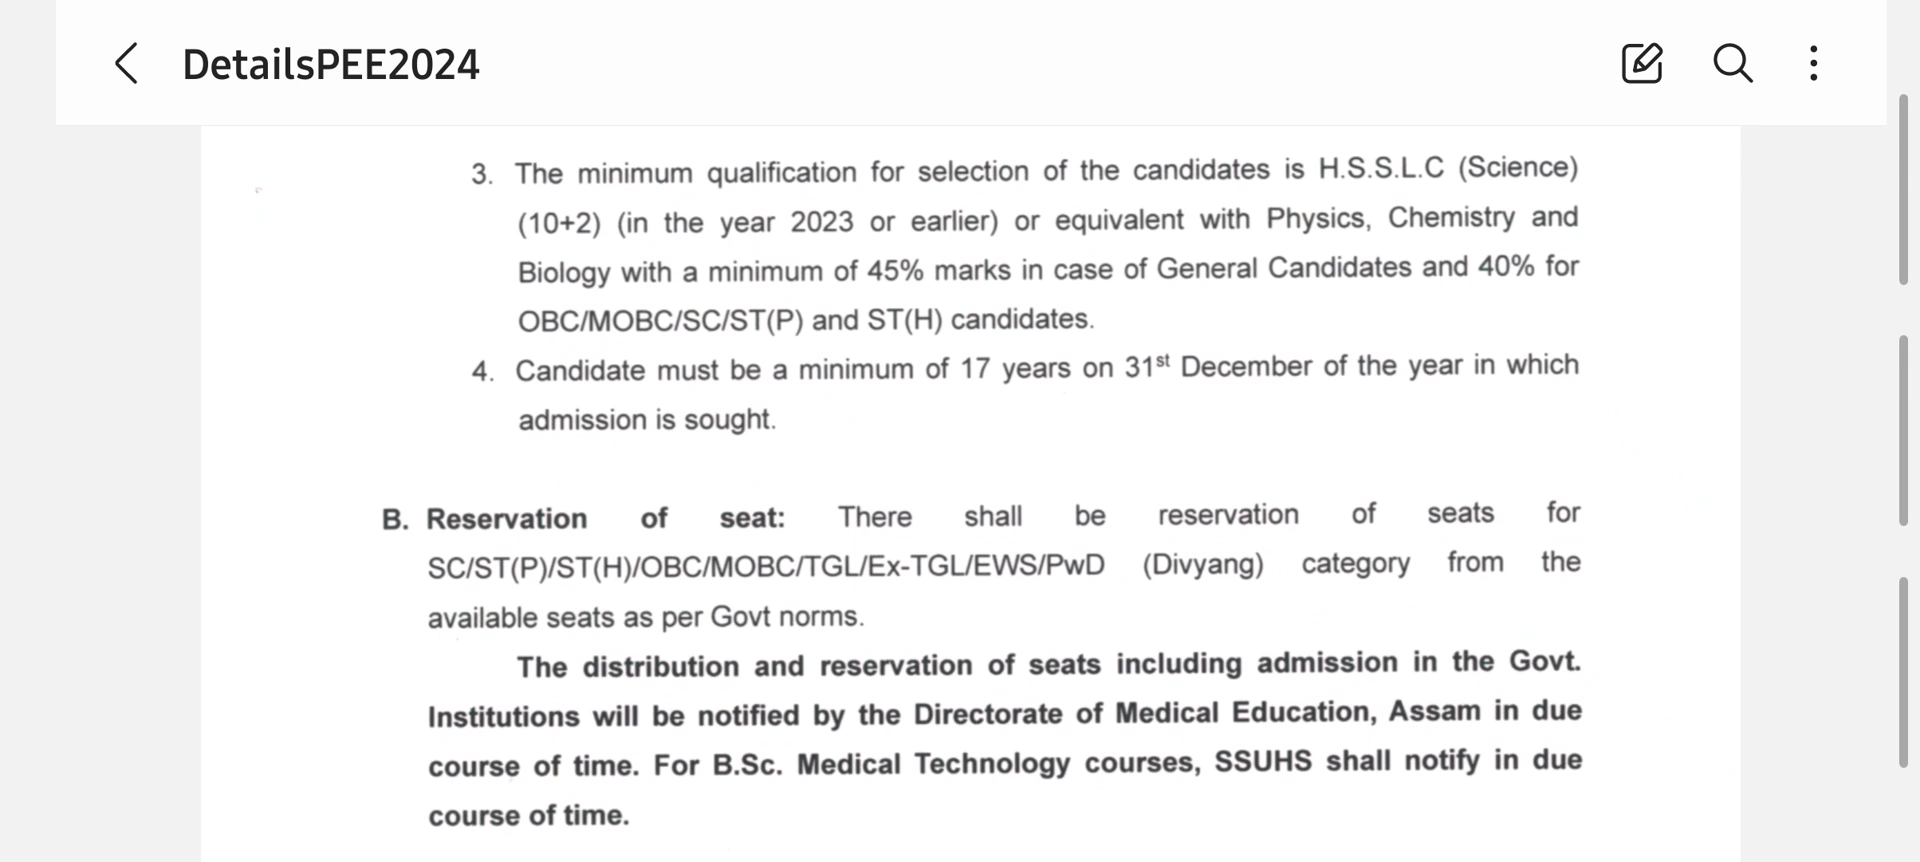 DetailsPEE2024
3. The minimum qualification for selection of the candidates is H.S.S.L.C (Science)
(10+2) (in the year 2023 or earlier) or equivalent with Physics, Chemistry and
Biology with a minimum of 45% marks in case of General Candidates and 40% for
OBC/MOBC/SC/ST(P) and ST(H) candidates.
4. Candidate must be a minimum of 17 years on 31st December of the year in which
admission is sought.
B. Reservation of seat: There shall be reservation of seats for
SC/ST(P)/ST(H)/OBC/MOBC/TGL/Ex-TGL/EWS/PwD (Divyang) category from the
available seats as per Govt norms.
The distribution and reservation of seats including admission in the Govt.
Institutions will be notified by the Directorate of Medical Education, Assam in due
course of time. For B.Sc. Medical Technology courses, SSUHS shall notify in due
course of time.